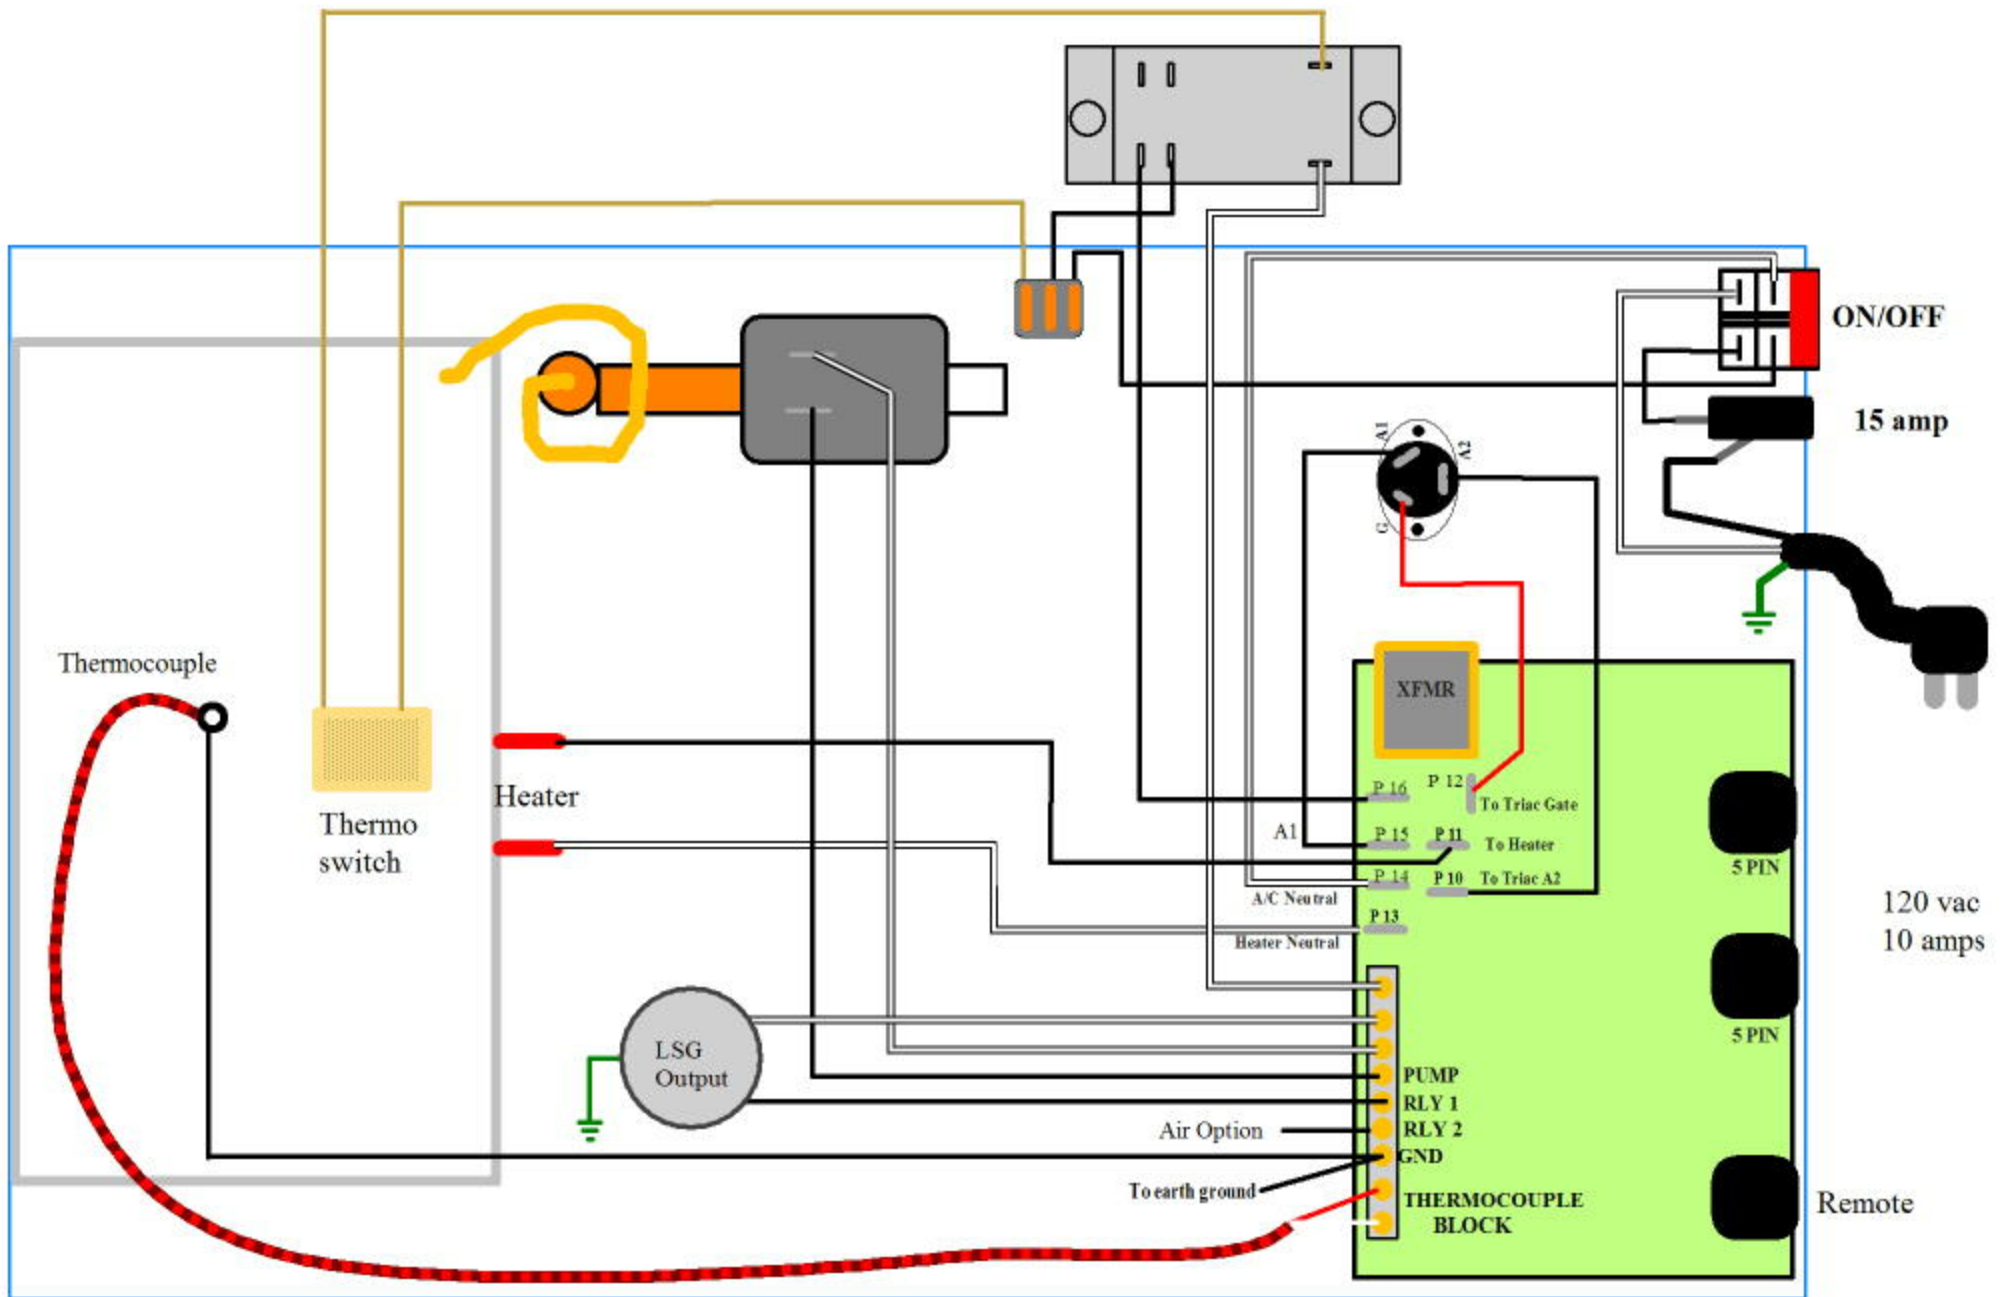 ON/OFF
15 amp
A1
A2
G
Thermocouple
XFMR
P 16
P 12
To Triac Gate
Heater
Thermo
switch
A1
P 15
P 11
To Heater
5 PIN
P 14
P 10
To Triac A2
A/C Neutral
120 vac
10 amps
P 13
Heater Neutral
5 PIN
LSG
Output
PUMP
RLY 1
Air Option
RLY 2
GND
To earth ground
THERMOCOUPLE
BLOCK
Remote